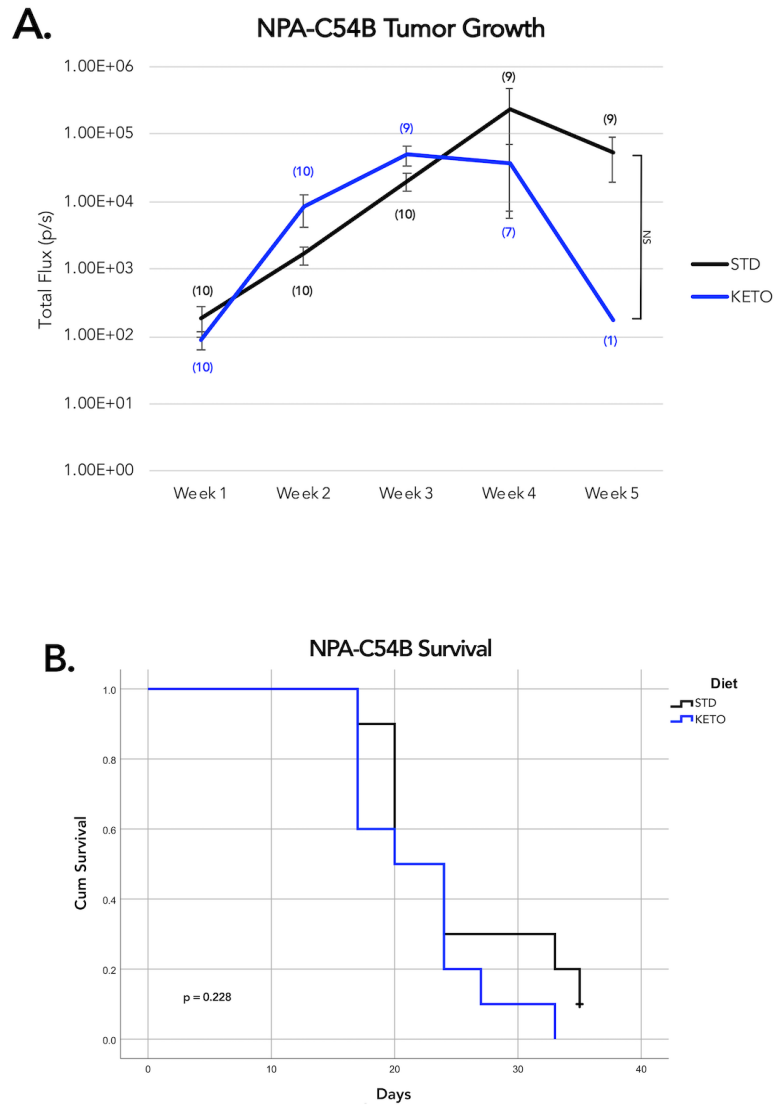 A.
NPA-C54B Tumor Growth
1.00E+06
1.00E+05
1.00E+04
1.00E+03
1.00E+02
1.00E+01
1.00E+00
Total Flux (p/s)
(10)
(10)
(10)
(10)
(9)
(10)
(9)
(7)
(9)
(1)
NS
STD
KETO
Week 1
Week 2
Week 3
Week 4
Week 5
B.
NPA-C54B Survival
Diet
STD
KETO
1.0
0.8
0.6
0.4
0.2
0.0
Cum Survival
p = 0.228
0
10
20
30
40
Days